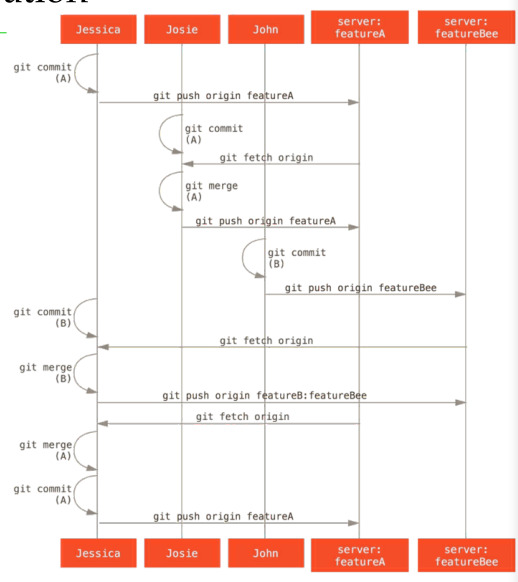 Jessica
Josie
John
server:
featureA
server:
featureBee
git commit
(A)
git push origin featureA
git commit
(A)
git fetch origin
git merge
(A)
git push origin featureA
git commit
(B)
git push origin featureBee
git commit
(B)
git fetch origin
git merge
(B)
git push origin featureB:featureBee
git fetch origin
git merge
(A)
git commit
(A)
git push origin featureA
Jessica
Josie
John
server:
featureA
server:
featureBee